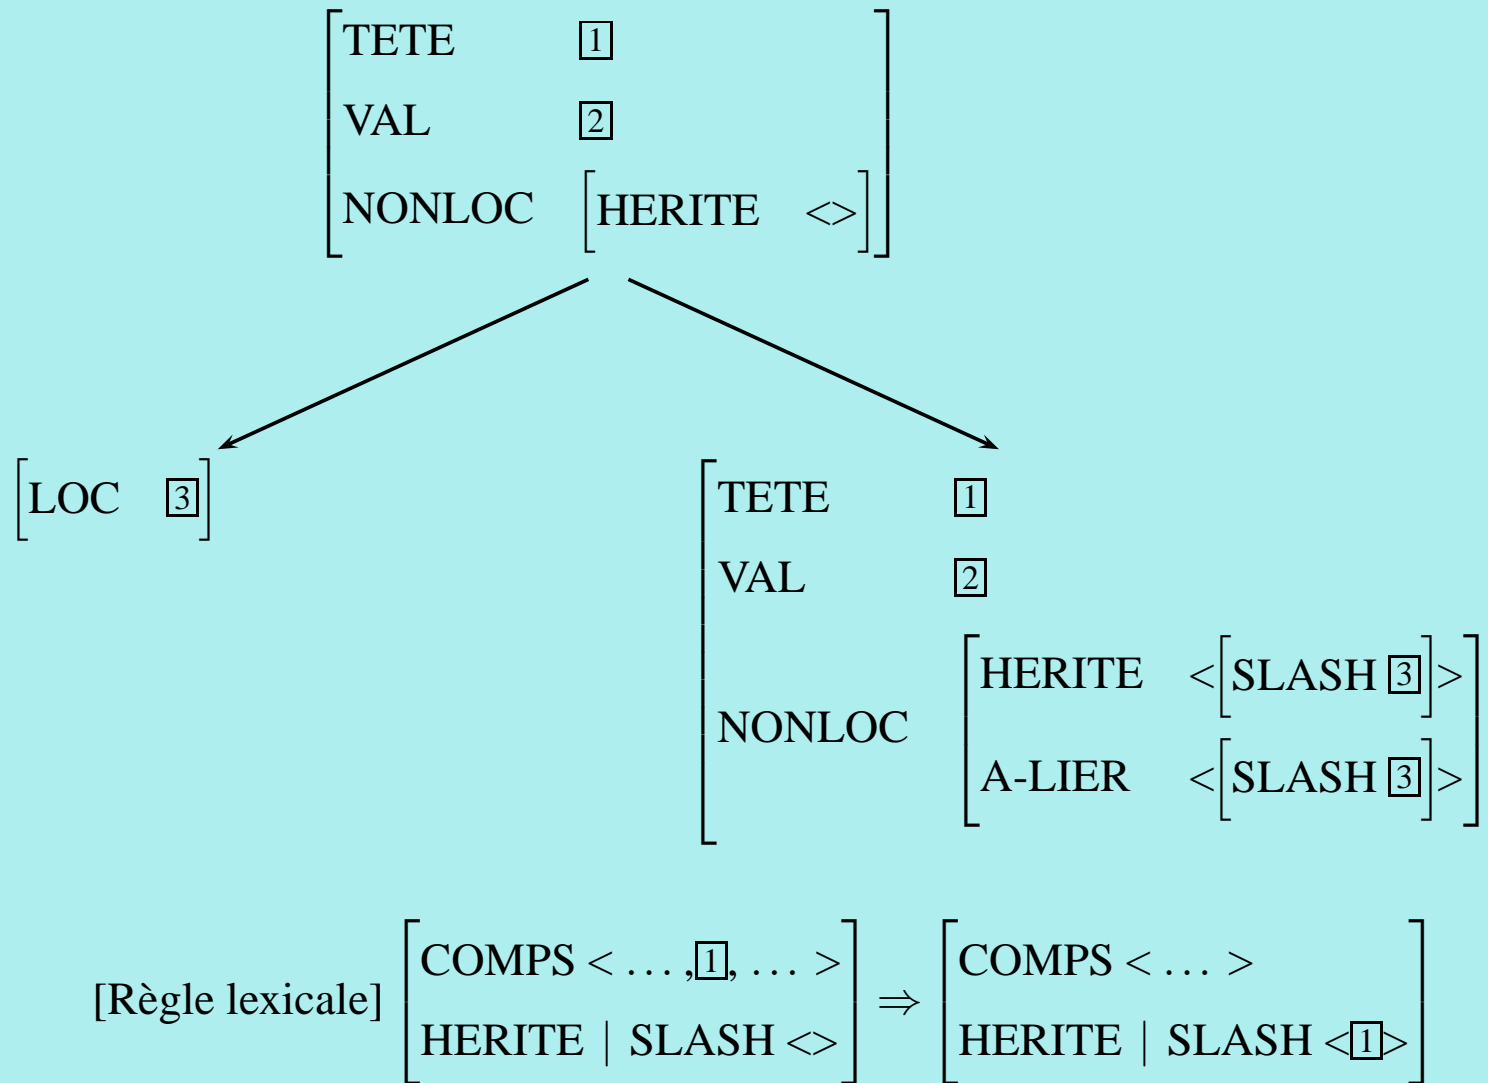 TETE 1
VAL 2
NONLOC [HERITE <>]
[LOC 3]
TETE 1
VAL 2
HERITE <[SLASH 3]>
NONLOC
A-LIER <[SLASH 3]>
COMPS < … ,1, … > COMPS < … >
[Règle lexicale] ⇒
HERITE | SLASH <> HERITE | SLASH <1>